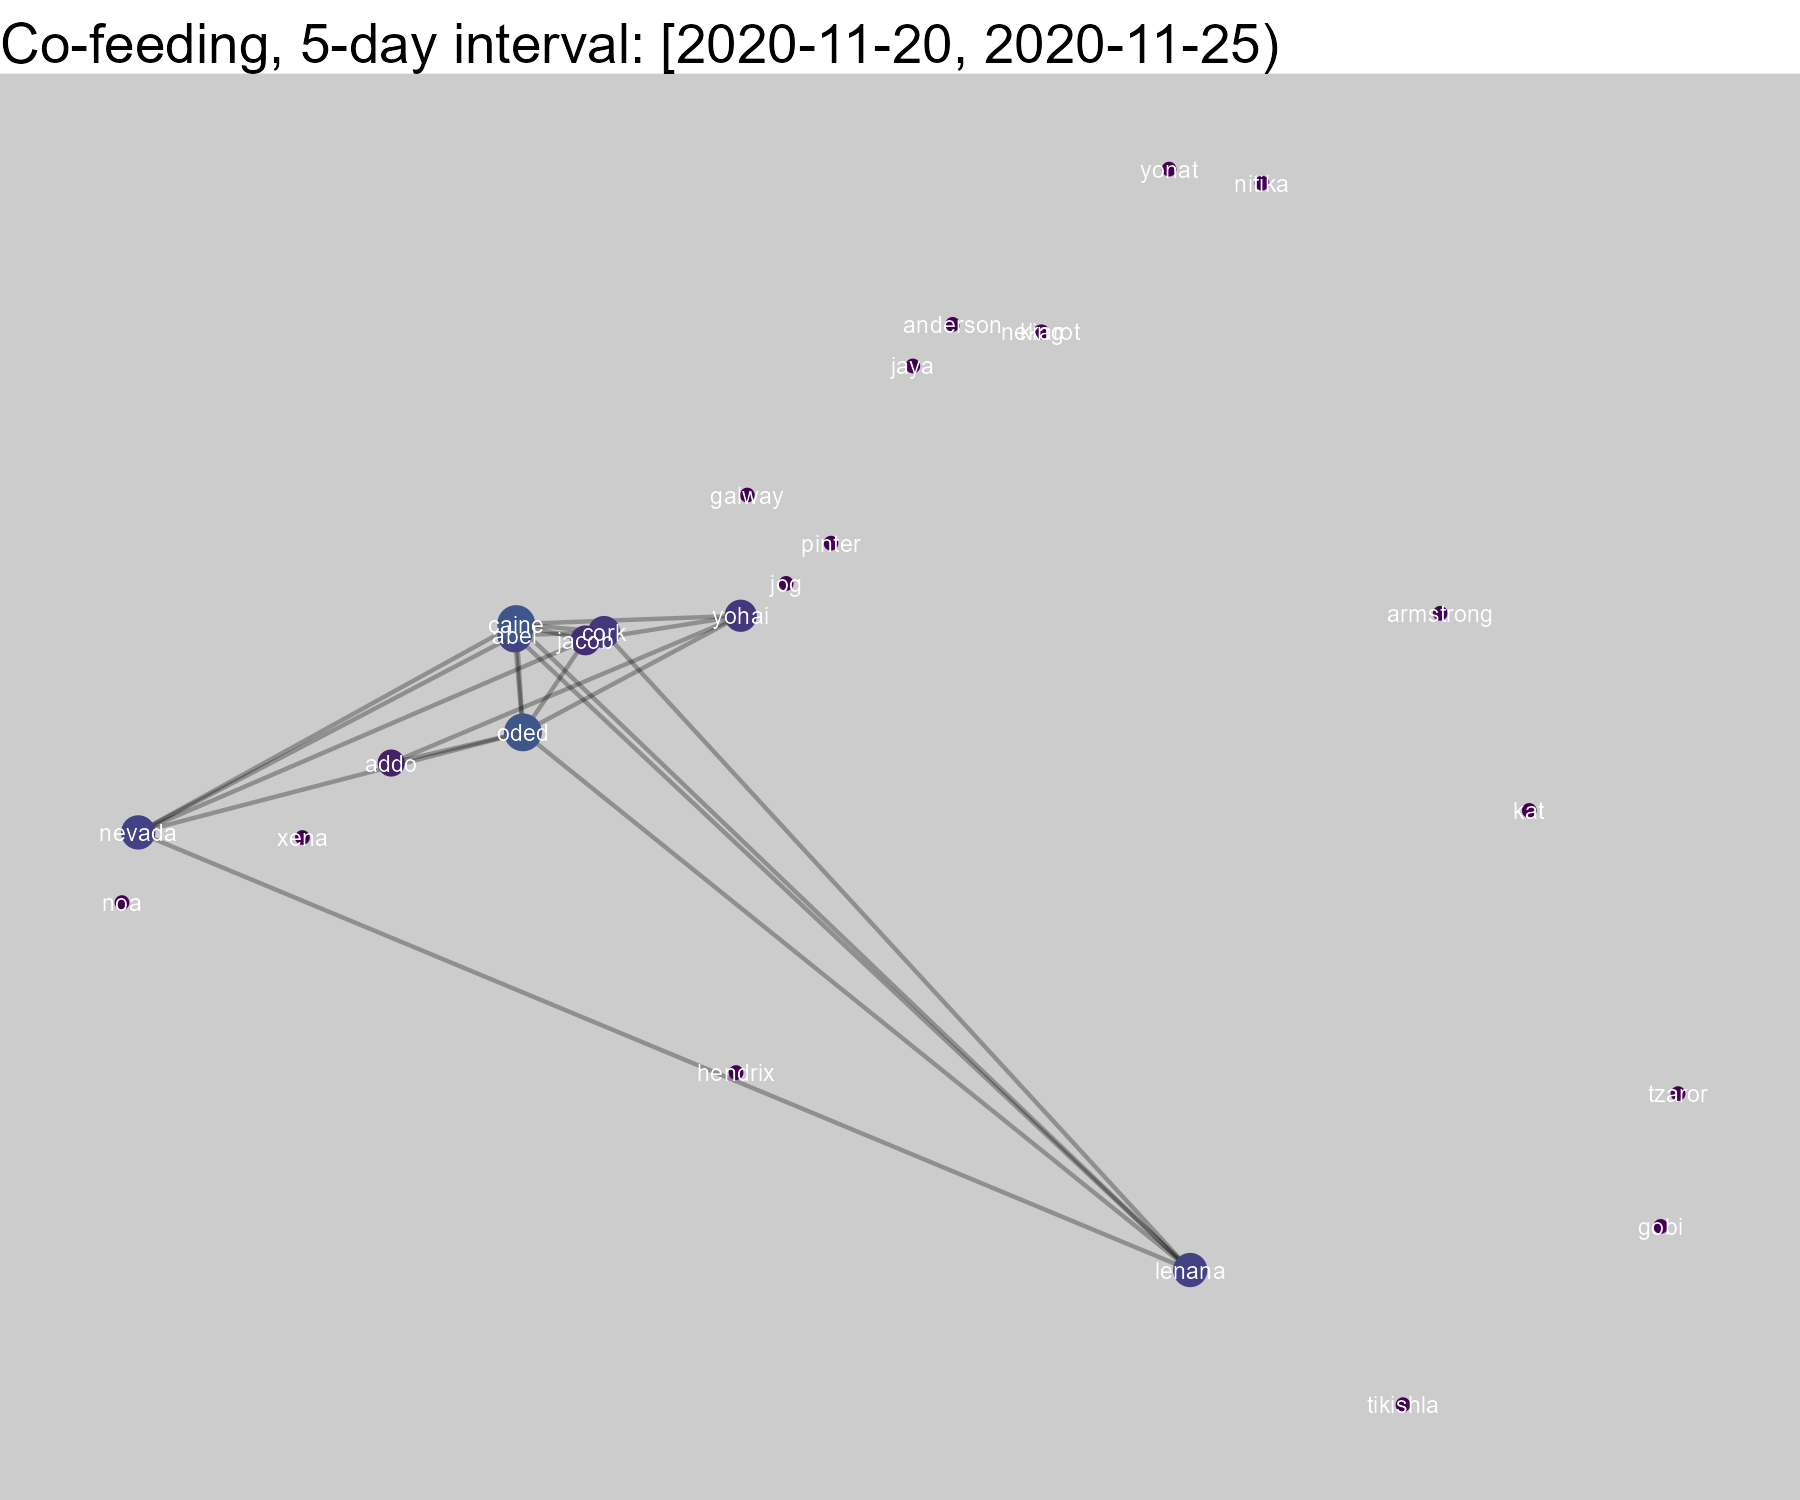 Co-feeding, 5-day interval: [2020-11-20, 2020-11-25)
yonat
nitika
anderson
jaya
galway
pinter
jog
armstrong
yohai
caine
abel
jacob
cork
oded
addo
kat
nevada
xena
noa
hendrix
tzaror
gobi
lenana
tikishla